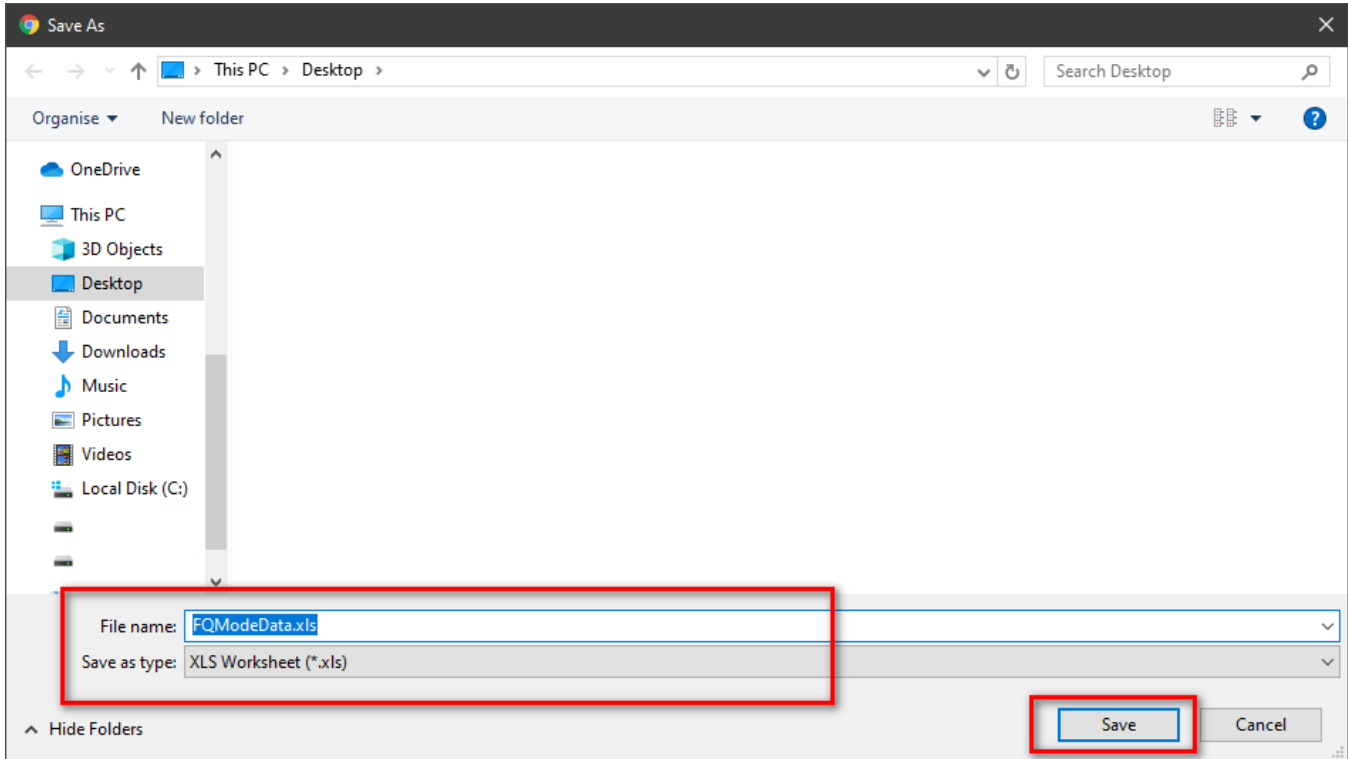 Save As
This PC > Desktop >
Search Desktop
Organise
New folder
OneDrive
This PC
3D Objects
Desktop
Documents
Downloads
Music
Pictures
Videos
Local Disk (C:)
File name: FQModeData.xls
Save as type: XLS Worksheet (*.xls)
Hide Folders
Save
Cancel